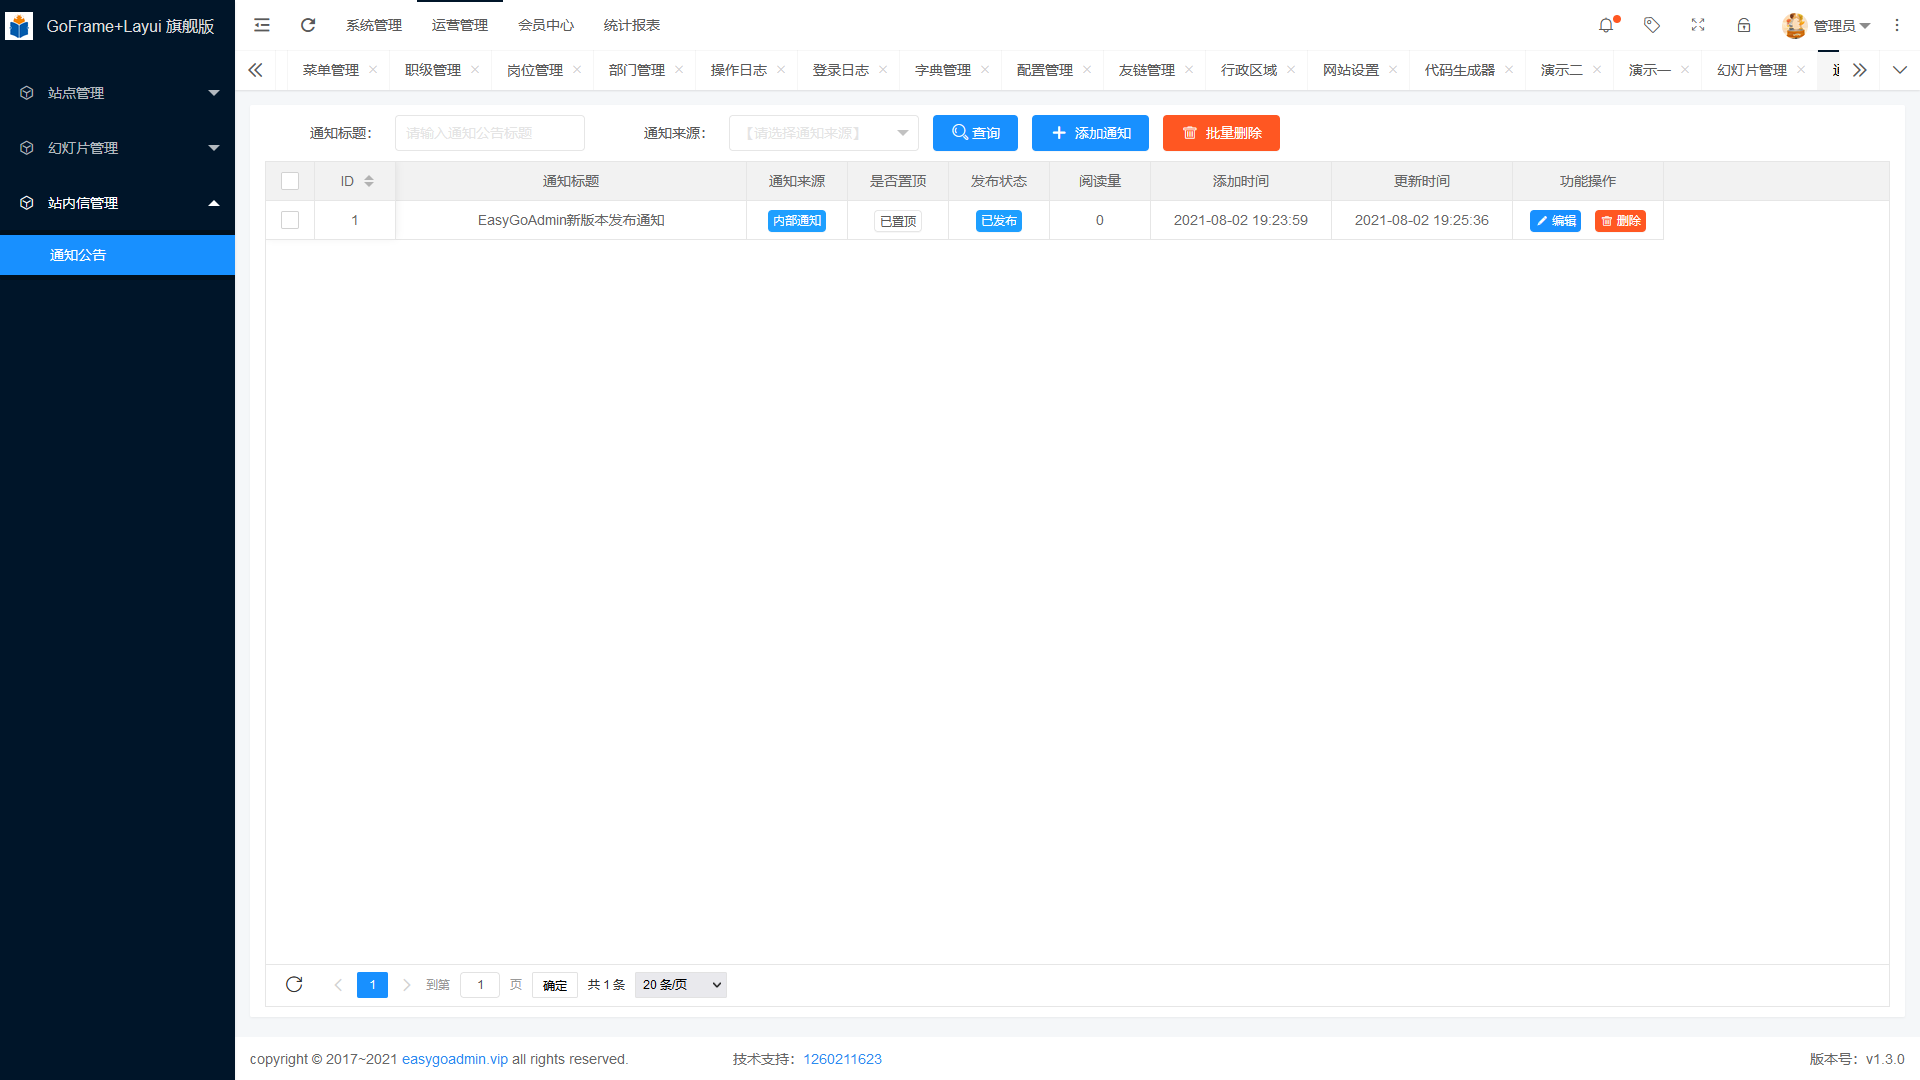 GoFrame+Layui 旗舰版
系统管理 运营管理 会员中心 统计报表 管理员
菜单管理 职级管理 岗位管理 部门管理 操作日志 登录日志 字典管理 配置管理 友链管理 行政区域 网站设置 代码生成器 演示二 演示一 幻灯片管理
站点管理
幻灯片管理
站内信管理
通知公告
通知标题: 请输入通知公告标题 通知来源: 【请选择通知来源】 查询 添加通知 批量删除
ID 通知标题 通知来源 是否置顶 发布状态 阅读量 添加时间 更新时间 功能操作
1 EasyGoAdmin新版本发布通知 内部通知 已置顶 已发布 0 2021-08-02 19:23:59 2021-08-02 19:25:36 编辑 删除
1 到第 1 页 确定 共 1 条 20 条/页
copyright © 2017~2021 easygoadmin.vip all rights reserved. 技术支持：1260211623 版本号：v1.3.0